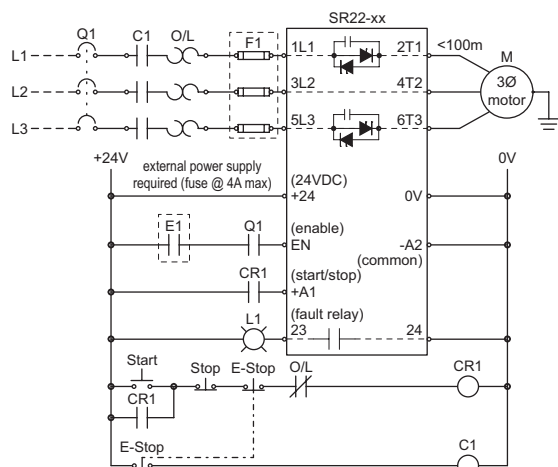 SR22-xx
Q1 C1 O/L F1
L1 1L1 2T1 <100m M
L2 3L2 4T2 3Ø
motor
L3 5L3 6T3
+24V 0V
external power supply
required (fuse @ 4A max)
(24VDC)
+24 0V
(enable)
E1 Q1 EN -A2
(common)
(start/stop)
CR1 +A1
(fault relay)
L1 23 24
Start Stop E-Stop O/L CR1
CR1
E-Stop C1